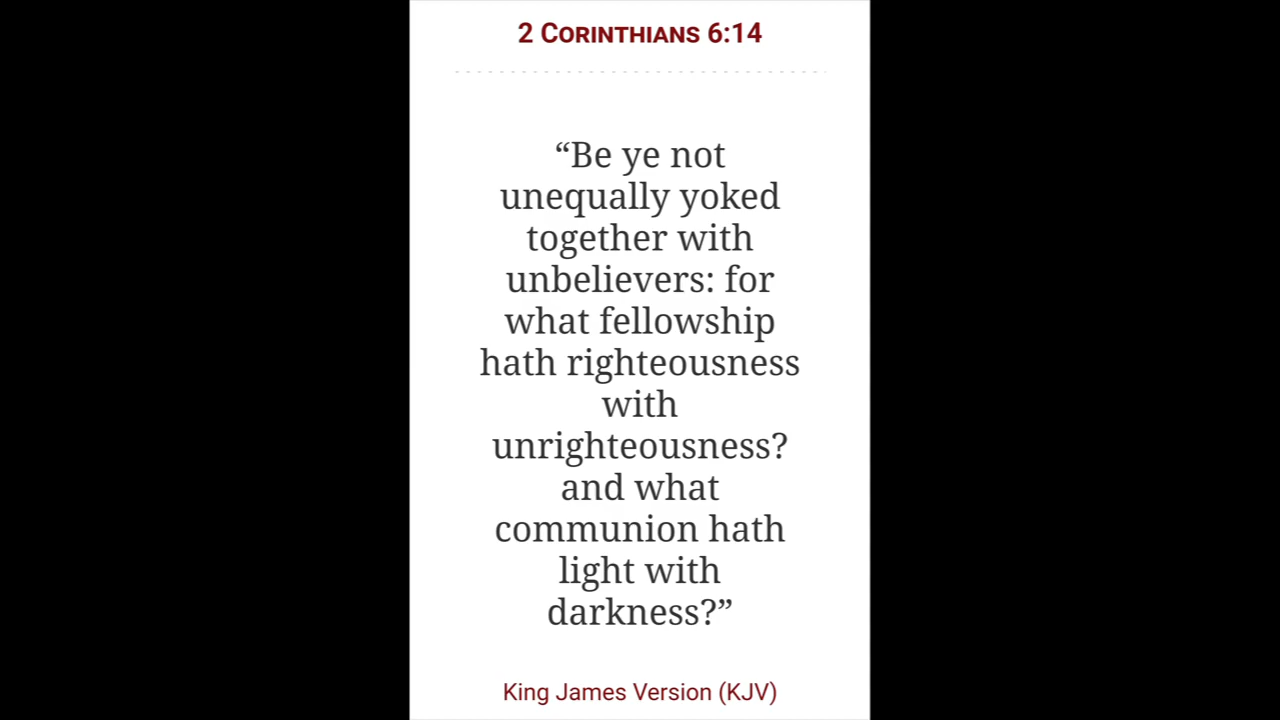 2 Corinthians 6:14
“Be ye not
unequally yoked
together with
unbelievers: for
what fellowship
hath righteousness
with
unrighteousness?
and what
communion hath
light with
darkness?”
King James Version (KJV)